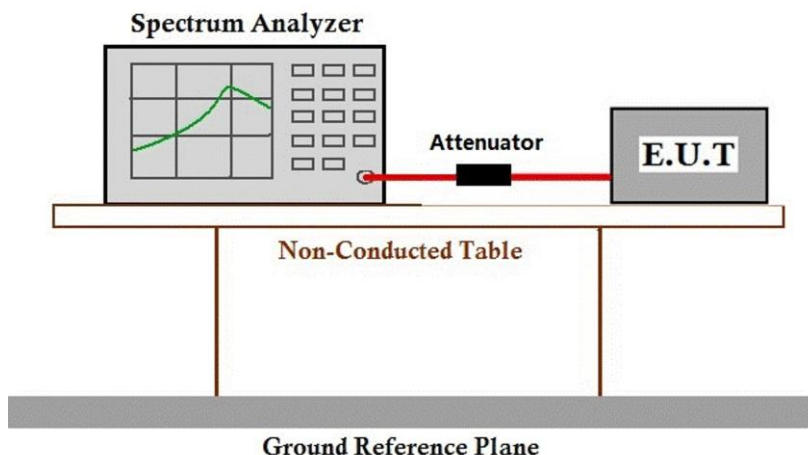 Spectrum Analyzer
Attenuator
E.U.T
Non-Conducted Table
Ground Reference Plane